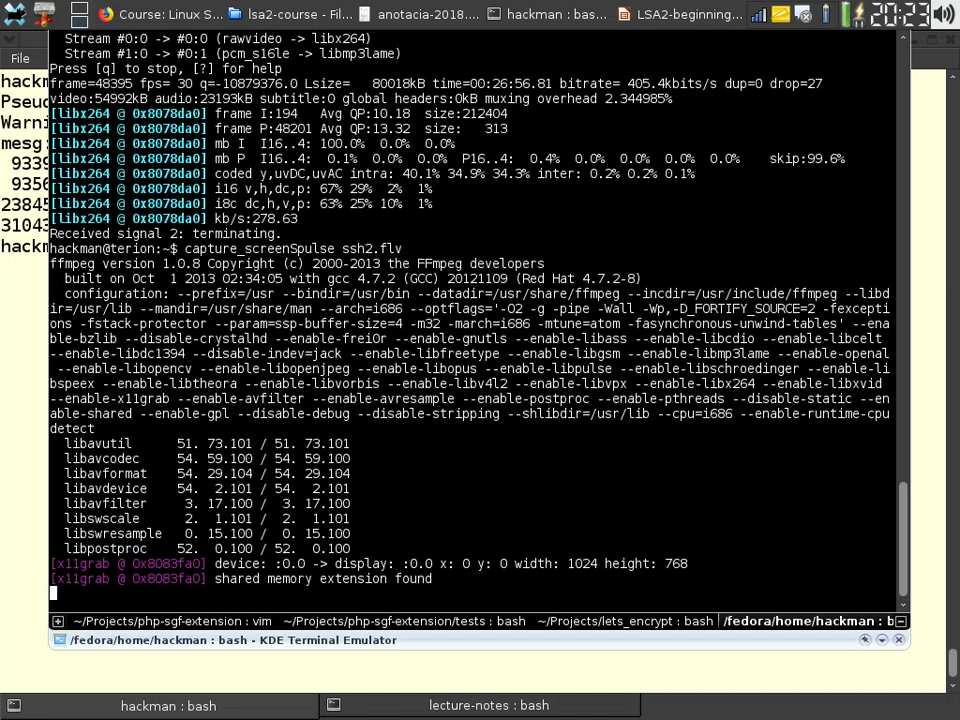 Course: Linux S...
lsa2-course - Fil...
anotacia-2018....
hackman : bas...
LSA2-beginning...
20:23
File
hackm
Pseud
Warni
mesg:
9339
9356
23845
31043
hackm
Stream #0:0 -> #0:0 (rawvideo -> libx264)
Stream #1:0 -> #0:1 (pcm_s16le -> libmp3lame)
Press [q] to stop, [?] for help
frame=48395 fps= 30 q=-10879376.0 Lsize=   80018kB time=00:26:56.81 bitrate= 405.4kbits/s dup=0 drop=27
video:54992kB audio:23193kB subtitle:0 global headers:0kB muxing overhead 2.344985%
[libx264 @ 0x8078da0] frame I:194   Avg QP:10.18  size:212404
[libx264 @ 0x8078da0] frame P:48201 Avg QP:13.32  size:   313
[libx264 @ 0x8078da0] mb I  I16..4: 100.0%  0.0%  0.0%
[libx264 @ 0x8078da0] mb P  I16..4:  0.1%  0.0%  0.0%  P16..4:  0.4%  0.0%  0.0%  0.0%  0.0%    skip:99.6%
[libx264 @ 0x8078da0] coded y,uvDC,uvAC intra: 40.1% 34.9% 34.3% inter: 0.2% 0.2% 0.1%
[libx264 @ 0x8078da0] i16 v,h,dc,p: 67% 29%  2%  1%
[libx264 @ 0x8078da0] i8c dc,h,v,p: 63% 25% 10%  1%
[libx264 @ 0x8078da0] kb/s:278.63
Received signal 2: terminating.
hackman@terion:~$ capture_screenSpulse ssh2.flv
ffmpeg version 1.0.8 Copyright (c) 2000-2013 the FFmpeg developers
built on Oct  1 2013 02:34:05 with gcc 4.7.2 (GCC) 20121109 (Red Hat 4.7.2-8)
configuration: --prefix=/usr --bindir=/usr/bin --datadir=/usr/share/ffmpeg --incdir=/usr/include/ffmpeg --libd
ir=/usr/lib --mandir=/usr/share/man --arch=i686 --optflags='-O2 -g -pipe -Wall -Wp,-D_FORTIFY_SOURCE=2 -fexcepti
ons -fstack-protector --param=ssp-buffer-size=4 -m32 -march=i686 -mtune=atom -fasynchronous-unwind-tables' --ena
ble-bzlib --disable-crystalhd --enable-frei0r --enable-gnutls --enable-libass --enable-libcdio --enable-libcelt
--enable-libdc1394 --disable-indev=jack --enable-libfreetype --enable-libgsm --enable-libmp3lame --enable-openal
--enable-libopencv --enable-libopenjpeg --enable-libopus --enable-libpulse --enable-libschroedinger --enable-li
bspeex --enable-libtheora --enable-libvorbis --enable-libv4l2 --enable-libvpx --enable-libx264 --enable-libxvid
--enable-x11grab --enable-avfilter --enable-avresample --enable-postproc --enable-pthreads --disable-static --en
able-shared --enable-gpl --disable-debug --disable-stripping --shlibdir=/usr/lib --cpu=i686 --enable-runtime-cpu
detect
libavutil      51. 73.101 / 51. 73.101
libavcodec     54. 59.100 / 54. 59.100
libavformat    54. 29.104 / 54. 29.104
libavdevice    54.  2.101 / 54.  2.101
libavfilter     3. 17.100 /  3. 17.100
libswscale      2.  1.101 /  2.  1.101
libswresample   0. 15.100 /  0. 15.100
libpostproc    52.  0.100 / 52.  0.100
[x11grab @ 0x8083fa0] device: :0.0 -> display: :0.0 x: 0 y: 0 width: 1024 height: 768
[x11grab @ 0x8083fa0] shared memory extension found
~/Projects/php-sgf-extension : vim
~/Projects/php-sgf-extension/tests : bash
~/Projects/lets_encrypt : bash
/fedora/home/hackman : b
/fedora/home/hackman : bash - KDE Terminal Emulator
hackman : bash
lecture-notes : bash